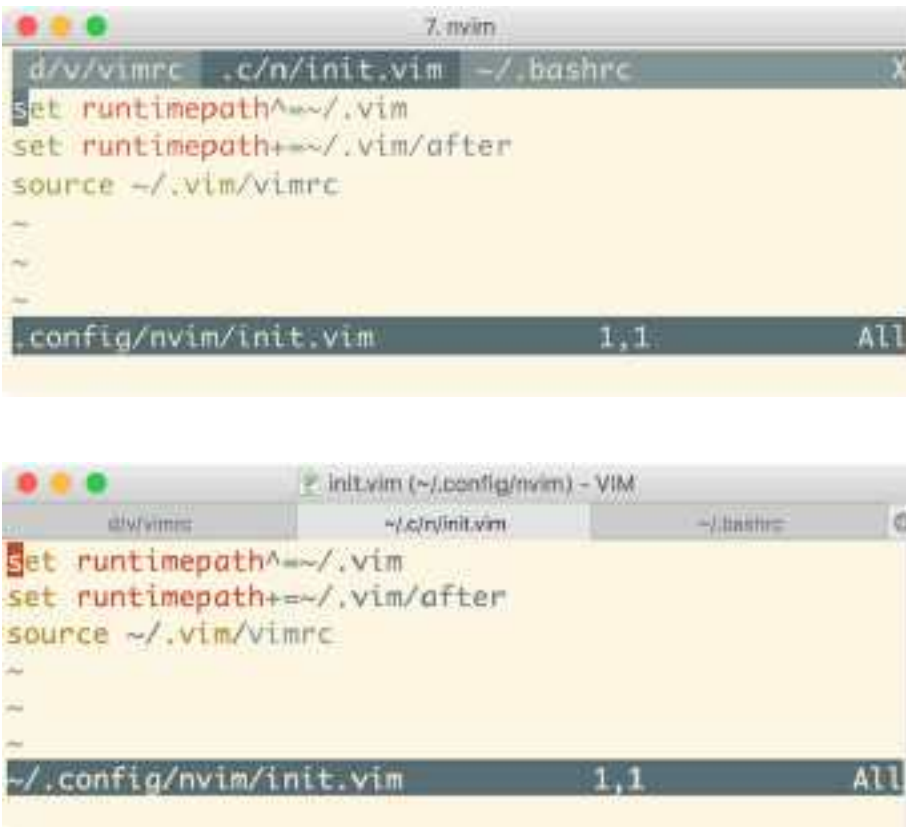 7. nvim
d/v/vimrc .c/n/init.vim ~/.bashrc X
set runtimepath^=~/.vim
set runtimepath+=~/.vim/after
source ~/.vim/vimrc
~
~
~
.config/nvim/init.vim 1,1 All
init.vim (~/.config/nvim) - VIM
d/v/vimrc ~/.c/n/init.vim ~/.bashrc
set runtimepath^=~/.vim
set runtimepath+=~/.vim/after
source ~/.vim/vimrc
~
~
~
~/.config/nvim/init.vim 1,1 All